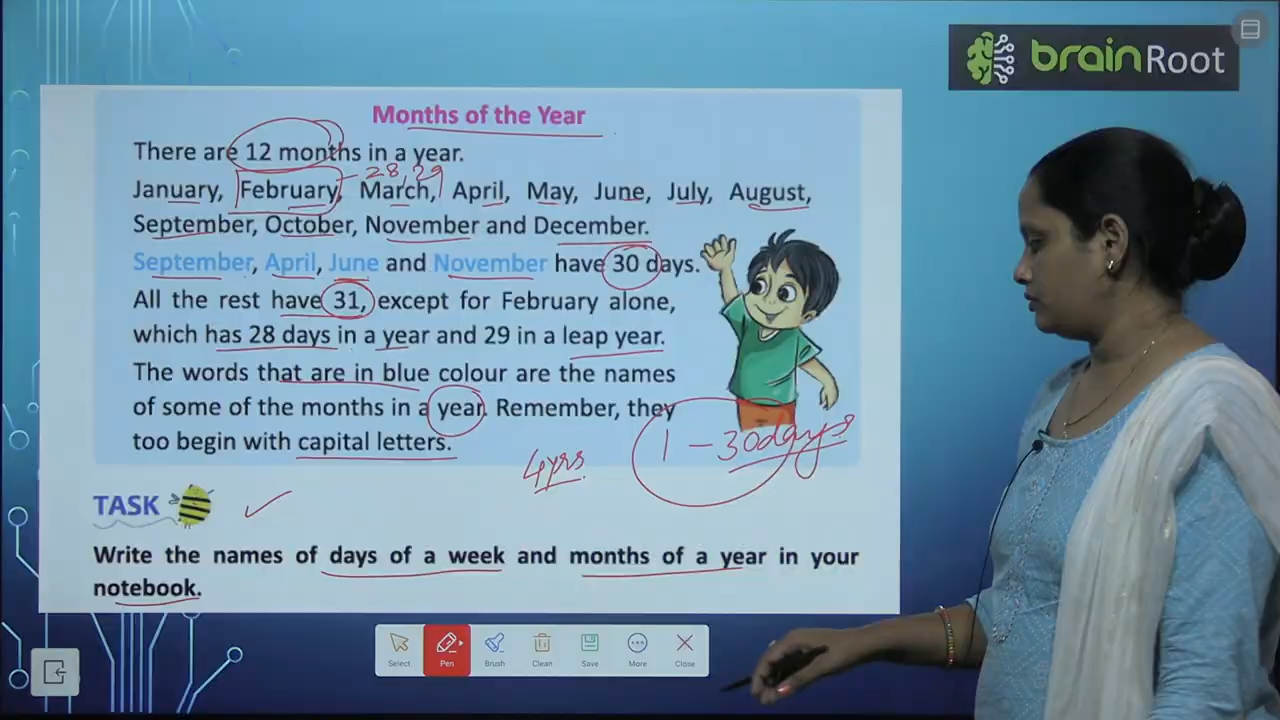 brainRoot
Months of the Year
There are 12 months in a year.
28, 29
January, February, March, April, May, June, July, August,
September, October, November and December.
September, April, June and November have 30 days.
All the rest have 31, except for February alone,
which has 28 days in a year and 29 in a leap year.
The words that are in blue colour are the names
of some of the months in a year. Remember, they
too begin with capital letters.
1 - 30 days
4 yrs.
TASK
Write the names of days of a week and months of a year in your
notebook.
Select Pen Brush Clean Save More Close